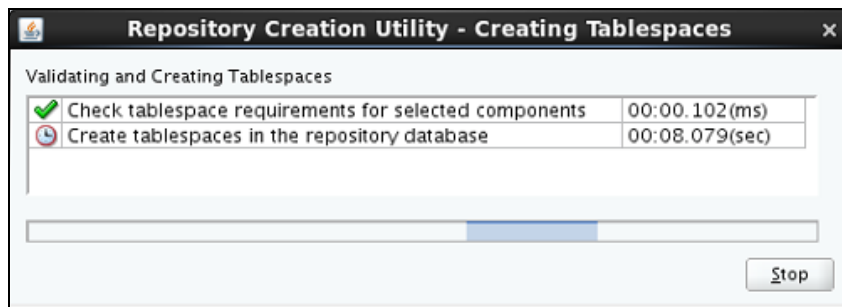 Repository Creation Utility - Creating Tablespaces
Validating and Creating Tablespaces
Check tablespace requirements for selected components 00:00.102(ms)
Create tablespaces in the repository database 00:08.079(sec)
Stop